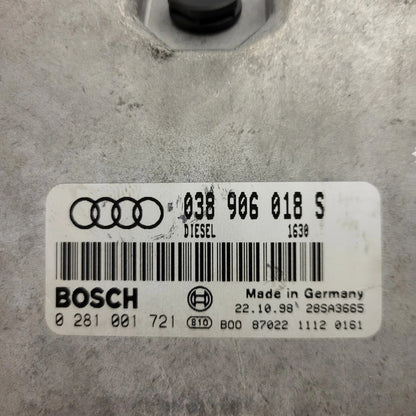 038 906 018 S
DIESEL 1630
BOSCH Made in Germany
22.10.98 28SA3665
0 281 001 721 810 B00 87022 1112 0161